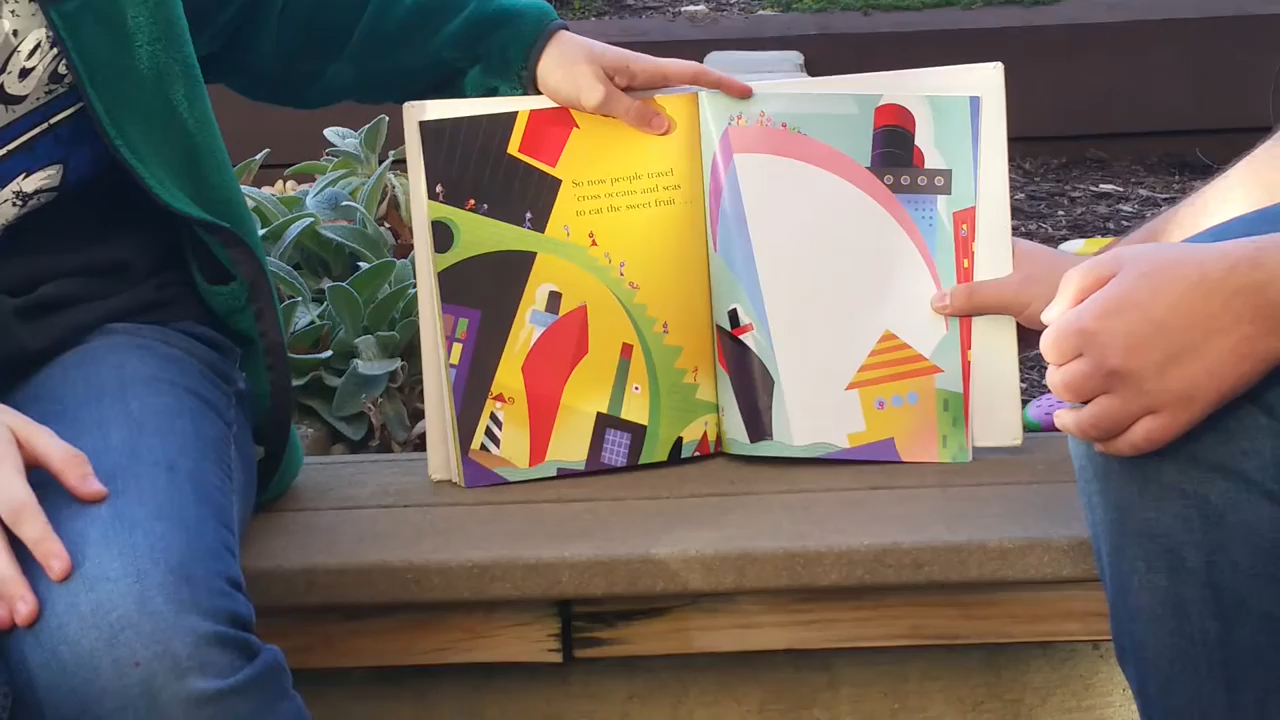 So now people travel
'cross oceans and seas
to eat the sweet fruit . . .